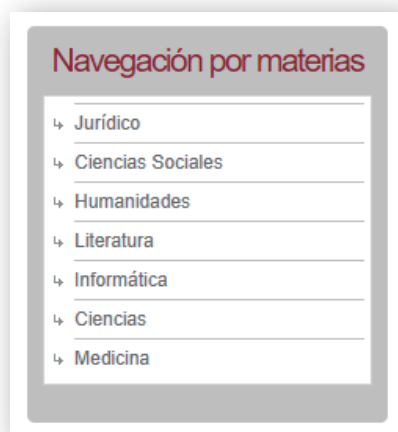 Navegación por materias
Jurídico
Ciencias Sociales
Humanidades
Literatura
Informática
Ciencias
Medicina